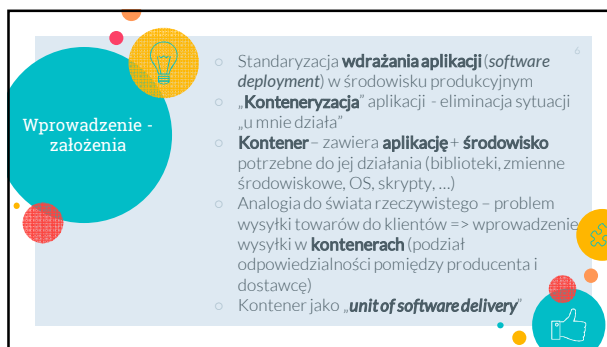 6
Wprowadzenie -
założenia
○ Standaryzacja wdrażania aplikacji (software
deployment) w środowisku produkcyjnym
○ „Konteneryzacja” aplikacji - eliminacja sytuacji
„u mnie działa”
○ Kontener – zawiera aplikację + środowisko
potrzebne do jej działania (biblioteki, zmienne
środowiskowe, OS, skrypty, …)
○ Analogia do świata rzeczywistego – problem
wysyłki towarów do klientów => wprowadzenie
wysyłki w kontenerach (podział
odpowiedzialności pomiędzy producenta i
dostawcę)
○ Kontener jako „unit of software delivery”